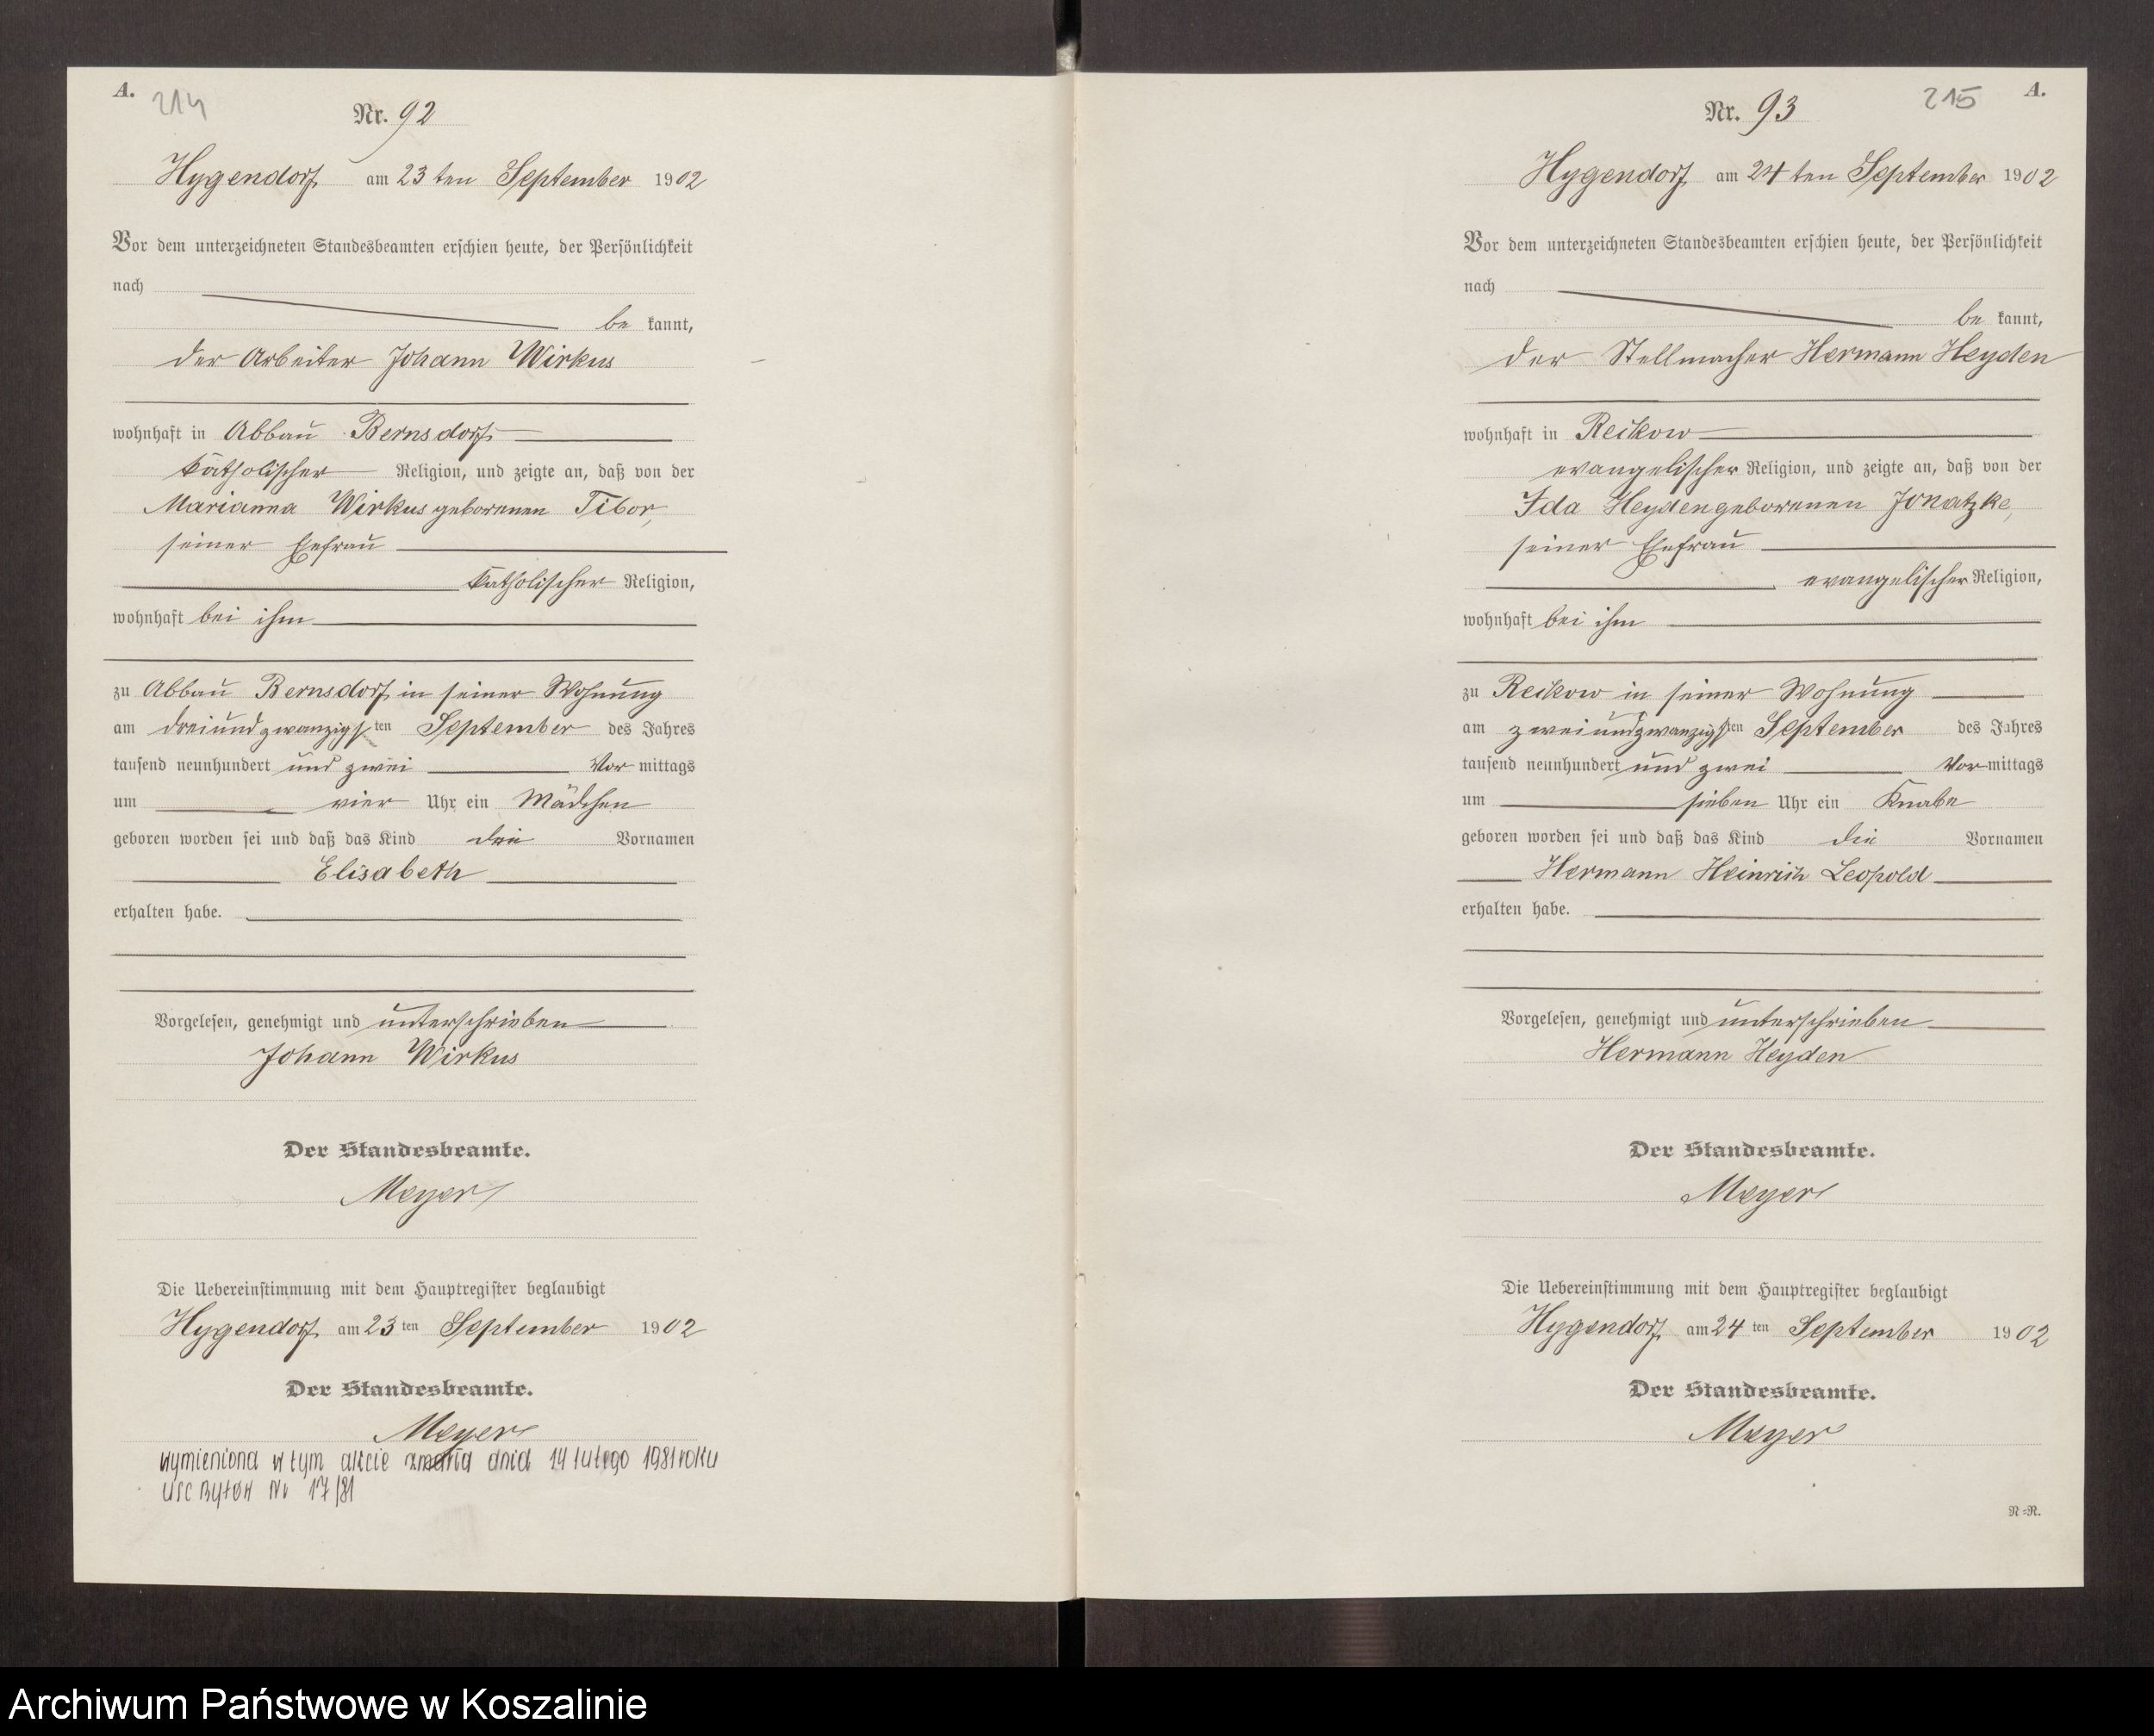 A.
214
Nr. 92
Hygendorf am 23ten September 1902
Vor dem unterzeichneten Standesbeamten erschien heute, der Persönlichkeit
nach
be kannt,
der Arbeiter Johann Wirkus
wohnhaft in Abbau Bernsdorf
katholischer Religion, und zeigte an, daß von der
Marianna Wirkus geborenen Tibor,
seiner Ehefrau
katholischer Religion,
wohnhaft bei ihm
zu Abbau Bernsdorf in seiner Wohnung
am dreiundzwanzigsten September des Jahres
tausend neunhundert und zwei Vor mittags
um vier Uhr ein Mädchen
geboren worden sei und daß das Kind den Vornamen
Elisabeth
erhalten habe.
Vorgelesen, genehmigt und unterschrieben
Johann Wirkus
Der Standesbeamte.
Meyer
Die Uebereinstimmung mit dem Hauptregister beglaubigt
Hygendorf am 23ten September 1902
Der Standesbeamte.
Meyer
wymieniona w tym akcie zmarła dnia 14 lutego 1981 roku
USC Bytów Nr 17/81
215
A.
Nr. 93
Hygendorf am 24ten September 1902
Vor dem unterzeichneten Standesbeamten erschien heute, der Persönlichkeit
nach
be kannt,
der Stellmacher Hermann Heyden
wohnhaft in Reckow
evangelischer Religion, und zeigte an, daß von der
Ida Heyden geborenen Jonatzke,
seiner Ehefrau
evangelischer Religion,
wohnhaft bei ihm
zu Reckow in seiner Wohnung
am zweiundzwanzigsten September des Jahres
tausend neunhundert und zwei Vor mittags
um sieben Uhr ein Knabe
geboren worden sei und daß das Kind die Vornamen
Hermann Heinrich Leopold
erhalten habe.
Vorgelesen, genehmigt und unterschrieben
Hermann Heyden
Der Standesbeamte.
Meyer
Die Uebereinstimmung mit dem Hauptregister beglaubigt
Hygendorf am 24ten September 1902
Der Standesbeamte.
Meyer
N=R.
Archiwum Państwowe w Koszalinie